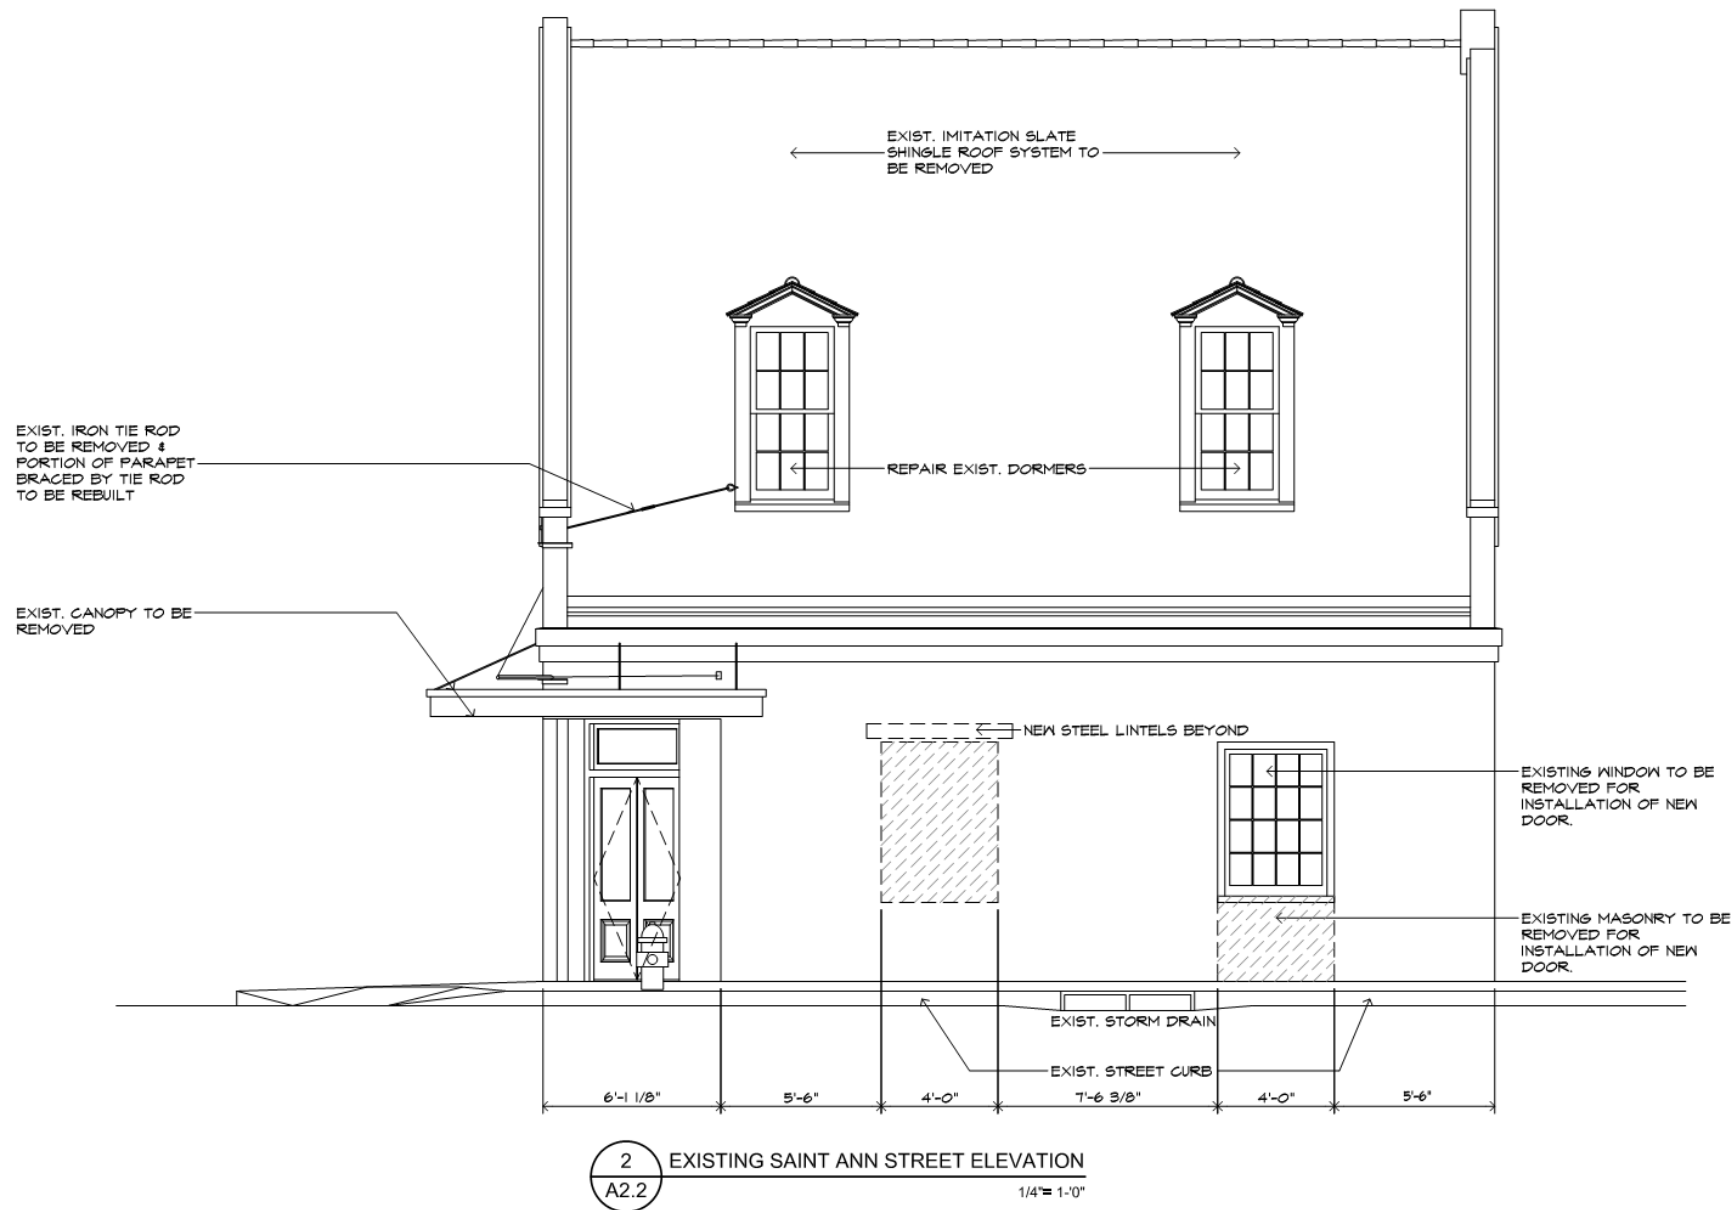 EXIST. IMITATION SLATE
SHINGLE ROOF SYSTEM TO
BE REMOVED
EXIST. IRON TIE ROD
TO BE REMOVED &
PORTION OF PARAPET
BRACED BY TIE ROD
TO BE REBUILT
REPAIR EXIST. DORMERS
EXIST. CANOPY TO BE
REMOVED
NEW STEEL LINTELS BEYOND
EXISTING WINDOW TO BE
REMOVED FOR
INSTALLATION OF NEW
DOOR.
EXISTING MASONRY TO BE
REMOVED FOR
INSTALLATION OF NEW
DOOR.
EXIST. STORM DRAIN
EXIST. STREET CURB
6'-1 1/8" 5'-6" 4'-0" 7'-6 3/8" 4'-0" 5'-6"
2 EXISTING SAINT ANN STREET ELEVATION
A2.2 1/4"= 1-'0"